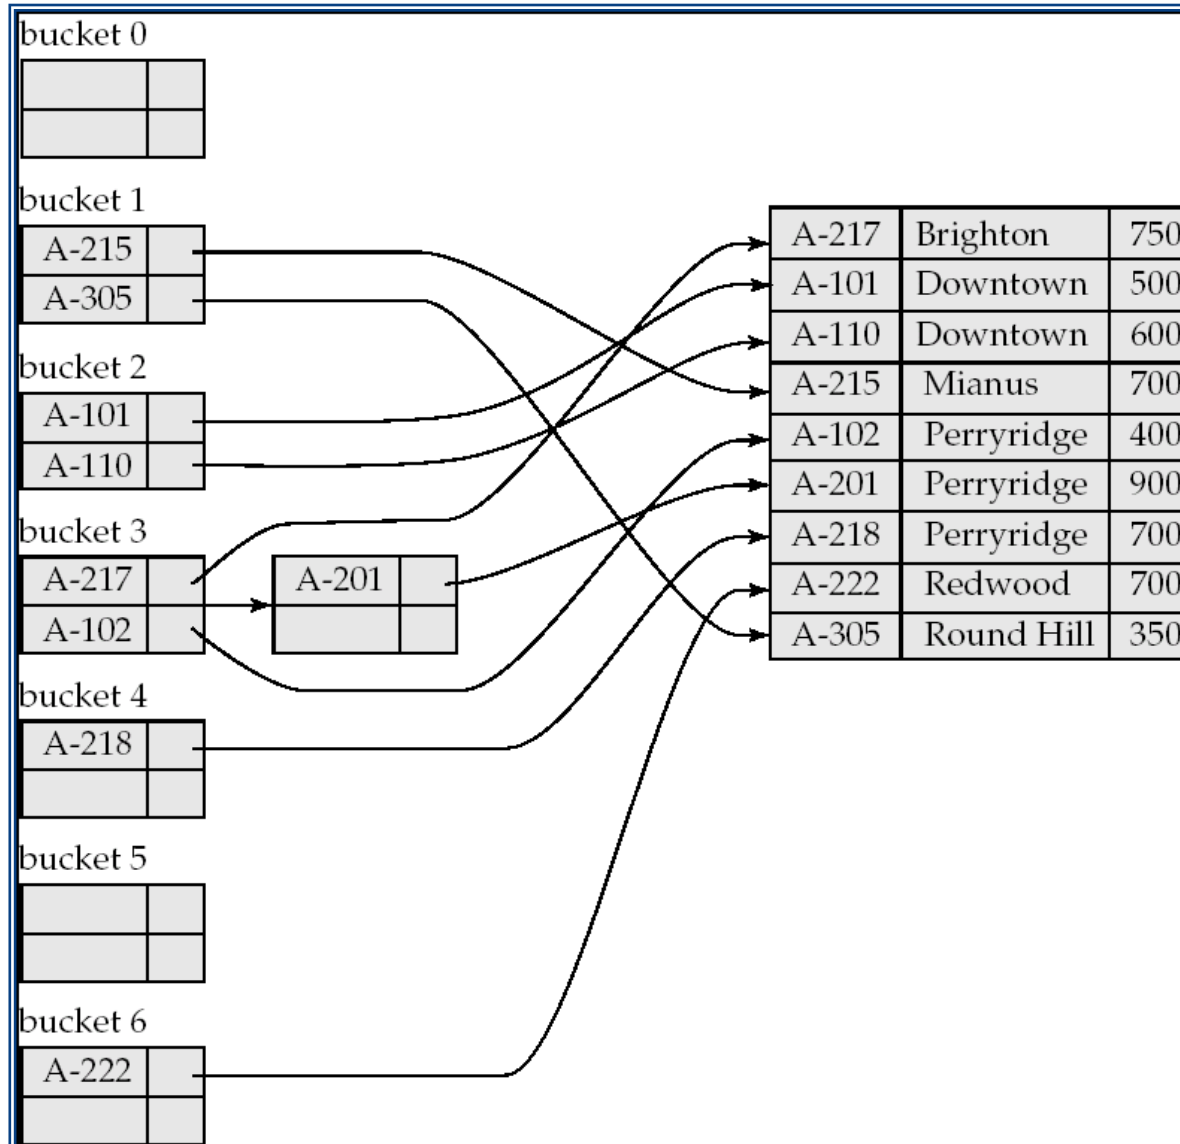 bucket 0
bucket 1
A-215
A-305
bucket 2
A-101
A-110
bucket 3
A-217
A-102
A-201
bucket 4
A-218
bucket 5
bucket 6
A-222
A-217 Brighton 750
A-101 Downtown 500
A-110 Downtown 600
A-215 Mianus 700
A-102 Perryridge 400
A-201 Perryridge 900
A-218 Perryridge 700
A-222 Redwood 700
A-305 Round Hill 350